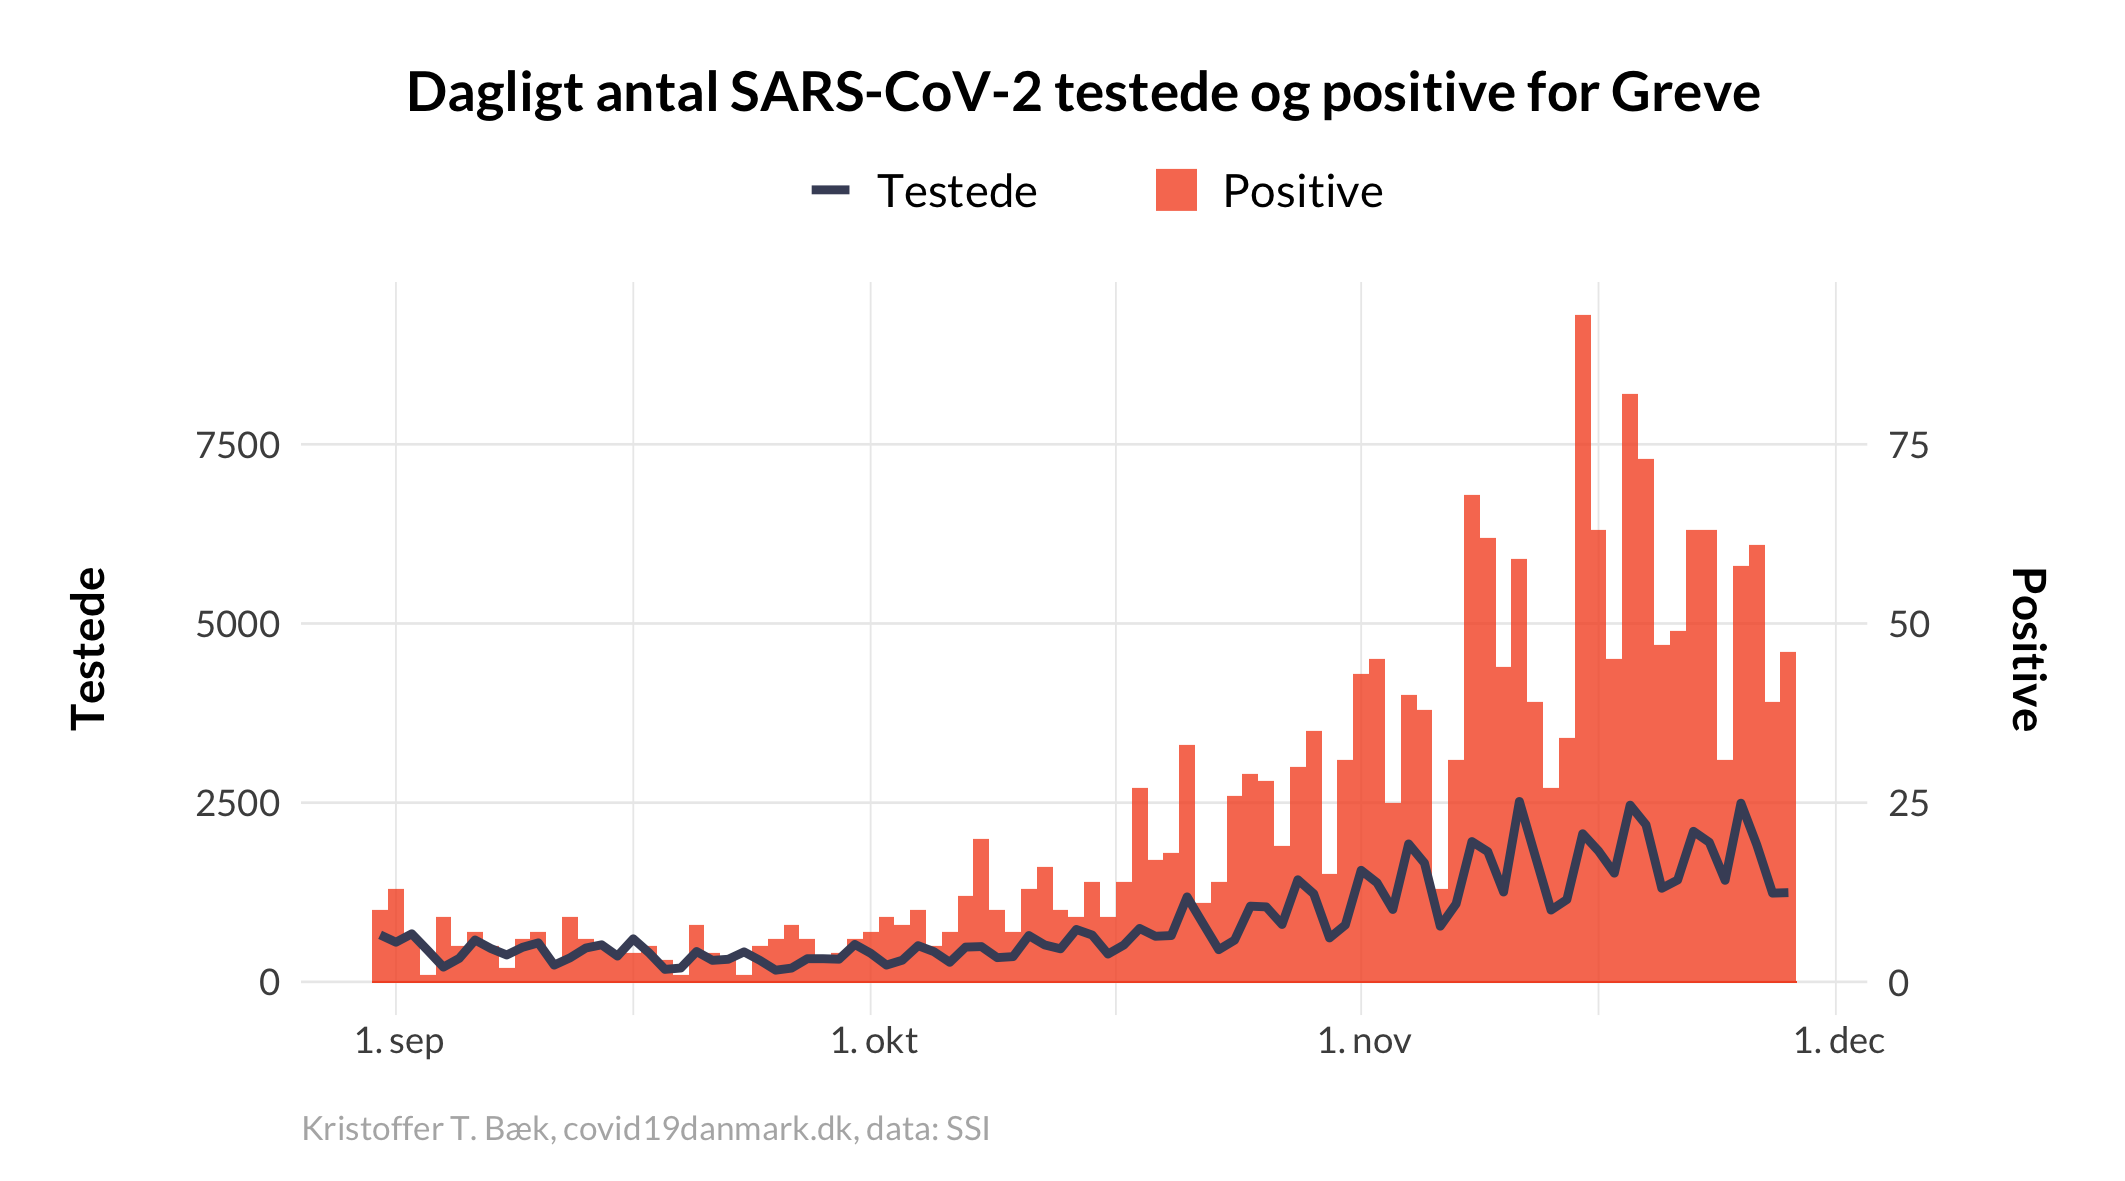 Dagligt antal SARS-CoV-2 testede og positive for Greve
Testede
Positive
7500
5000
2500
0
Testede
75
50
25
0
Positive
1. sep
1. okt
1. nov
1. dec
Kristoffer T. Bæk, covid19danmark.dk, data: SSI